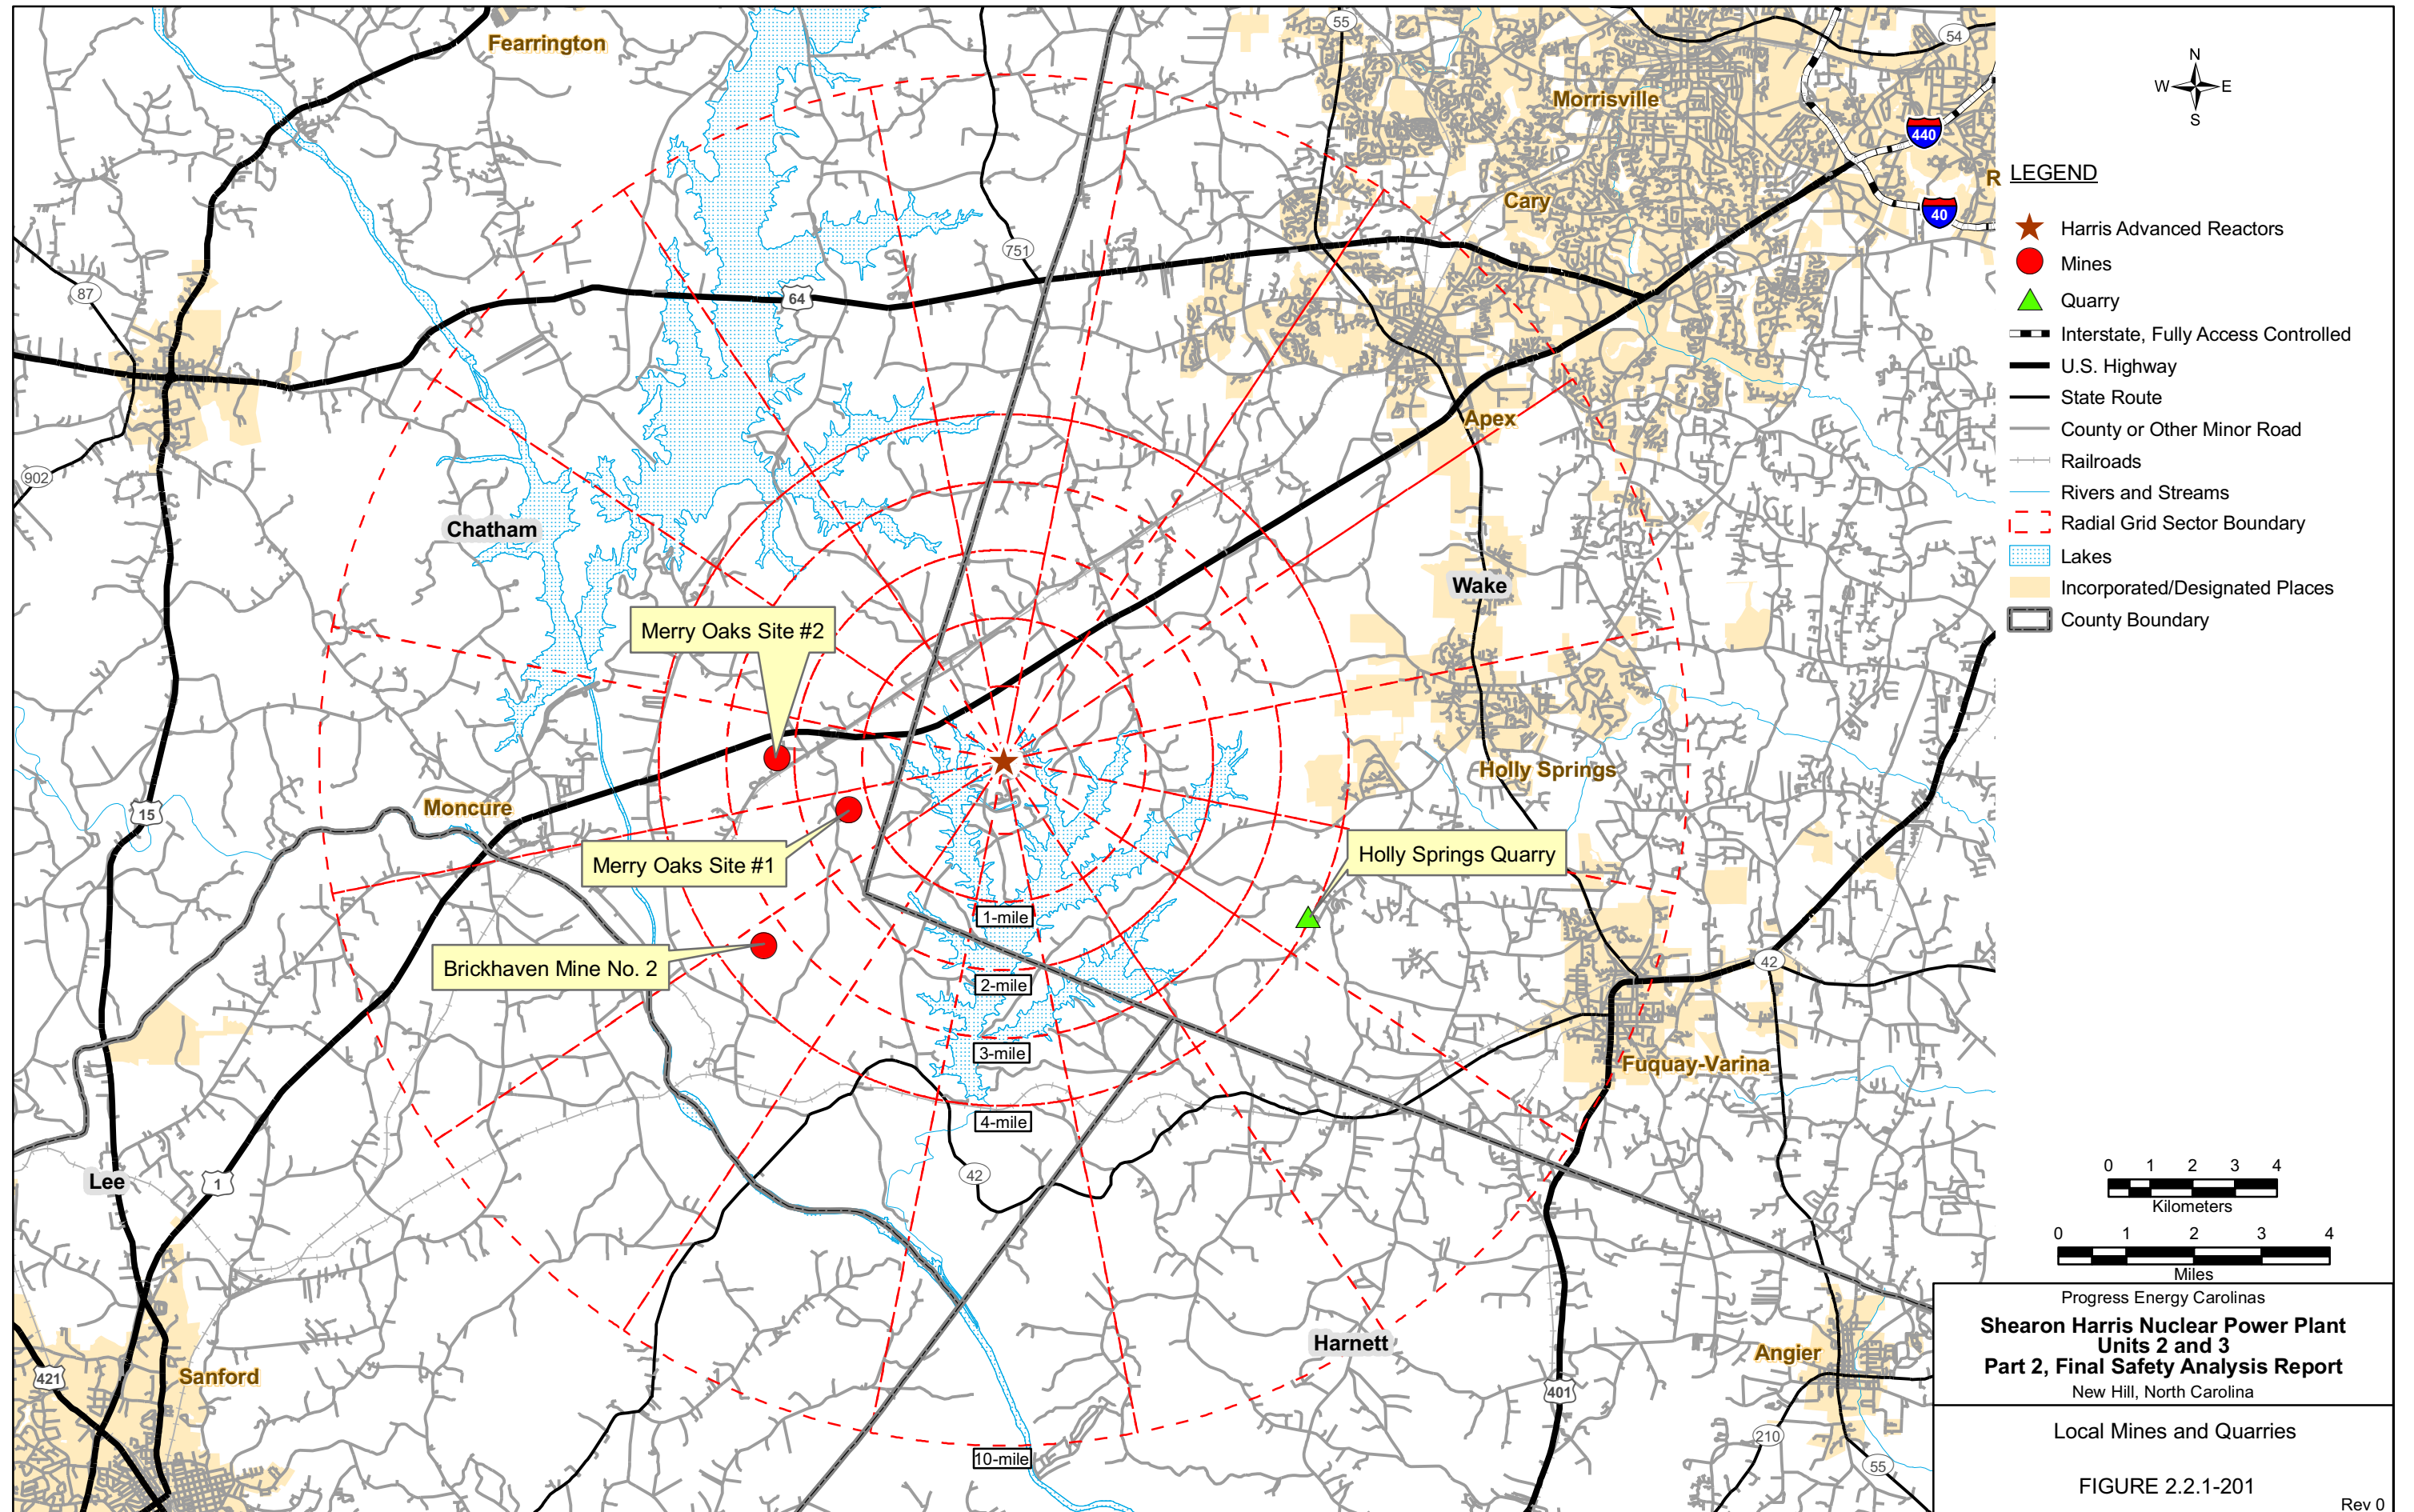 Fearrington
55
54
Morrisville
440
Cary
R
40
751
87
64
Apex
902
Chatham
Wake
Merry Oaks Site #2
Holly Springs
Moncure
15
Merry Oaks Site #1
Holly Springs Quarry
1-mile
Brickhaven Mine No. 2
42
2-mile
3-mile
Fuquay-Varina
4-mile
42
Lee
1
Harnett
Angier
Sanford
421
401
210
10-mile
55
N
W E
S
LEGEND
Harris Advanced Reactors
Mines
Quarry
Interstate, Fully Access Controlled
U.S. Highway
State Route
County or Other Minor Road
Railroads
Rivers and Streams
Radial Grid Sector Boundary
Lakes
Incorporated/Designated Places
County Boundary
0 1 2 3 4
Kilometers
0 1 2 3 4
Miles
Progress Energy Carolinas
Shearon Harris Nuclear Power Plant
Units 2 and 3
Part 2, Final Safety Analysis Report
New Hill, North Carolina
Local Mines and Quarries
FIGURE 2.2.1-201
Rev 0